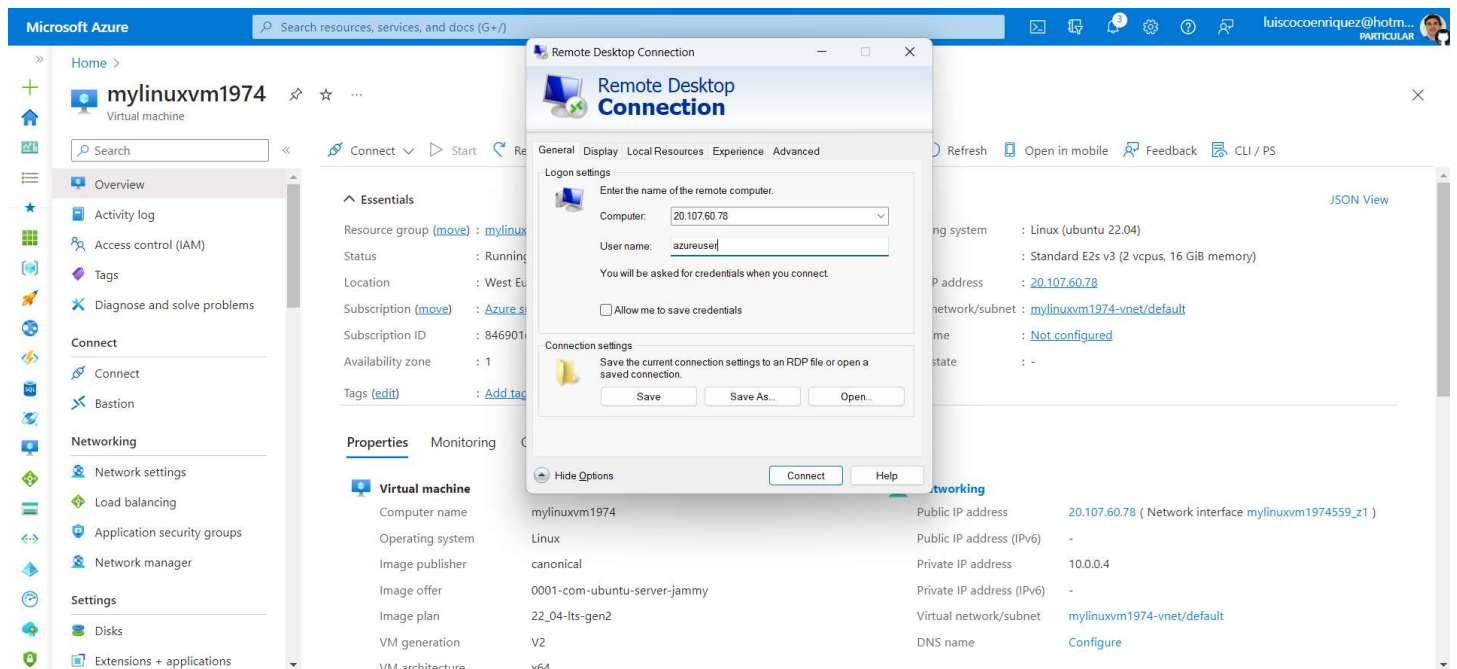 Microsoft Azure
Search resources, services, and docs (G+/)
3
luiscocoenriquez@hotm...
PARTICULAR
Home >
mylinuxvm1974
Virtual machine
Search
Connect
Start
Re
Refresh
Open in mobile
Feedback
CLI / PS
Overview
Activity log
Access control (IAM)
Tags
Diagnose and solve problems
Connect
Connect
Bastion
Networking
Network settings
Load balancing
Application security groups
Network manager
Settings
Disks
Extensions + applications
SQL
Essentials
JSON View
Resource group (move) : mylinux
Status : Running
Location : West Eu
Subscription (move) : Azure s
Subscription ID : 846901
Availability zone : 1
Tags (edit) : Add tag
ng system : Linux (ubuntu 22.04)
: Standard E2s v3 (2 vcpus, 16 GiB memory)
P address : 20.107.60.78
network/subnet : mylinuxvm1974-vnet/default
me : Not configured
state : -
Remote Desktop Connection
Remote Desktop
Connection
General Display Local Resources Experience Advanced
Logon settings
Enter the name of the remote computer.
Computer: 20.107.60.78
User name: azureuser
You will be asked for credentials when you connect.
Allow me to save credentials
Connection settings
Save the current connection settings to an RDP file or open a
saved connection.
Save Save As... Open...
Hide Options Connect Help
Properties Monitoring
Virtual machine
Computer name mylinuxvm1974
Operating system Linux
Image publisher canonical
Image offer 0001-com-ubuntu-server-jammy
Image plan 22_04-lts-gen2
VM generation V2
VM architecture x64
tworking
Public IP address 20.107.60.78 ( Network interface mylinuxvm1974559_z1 )
Public IP address (IPv6) -
Private IP address 10.0.0.4
Private IP address (IPv6) -
Virtual network/subnet mylinuxvm1974-vnet/default
DNS name Configure